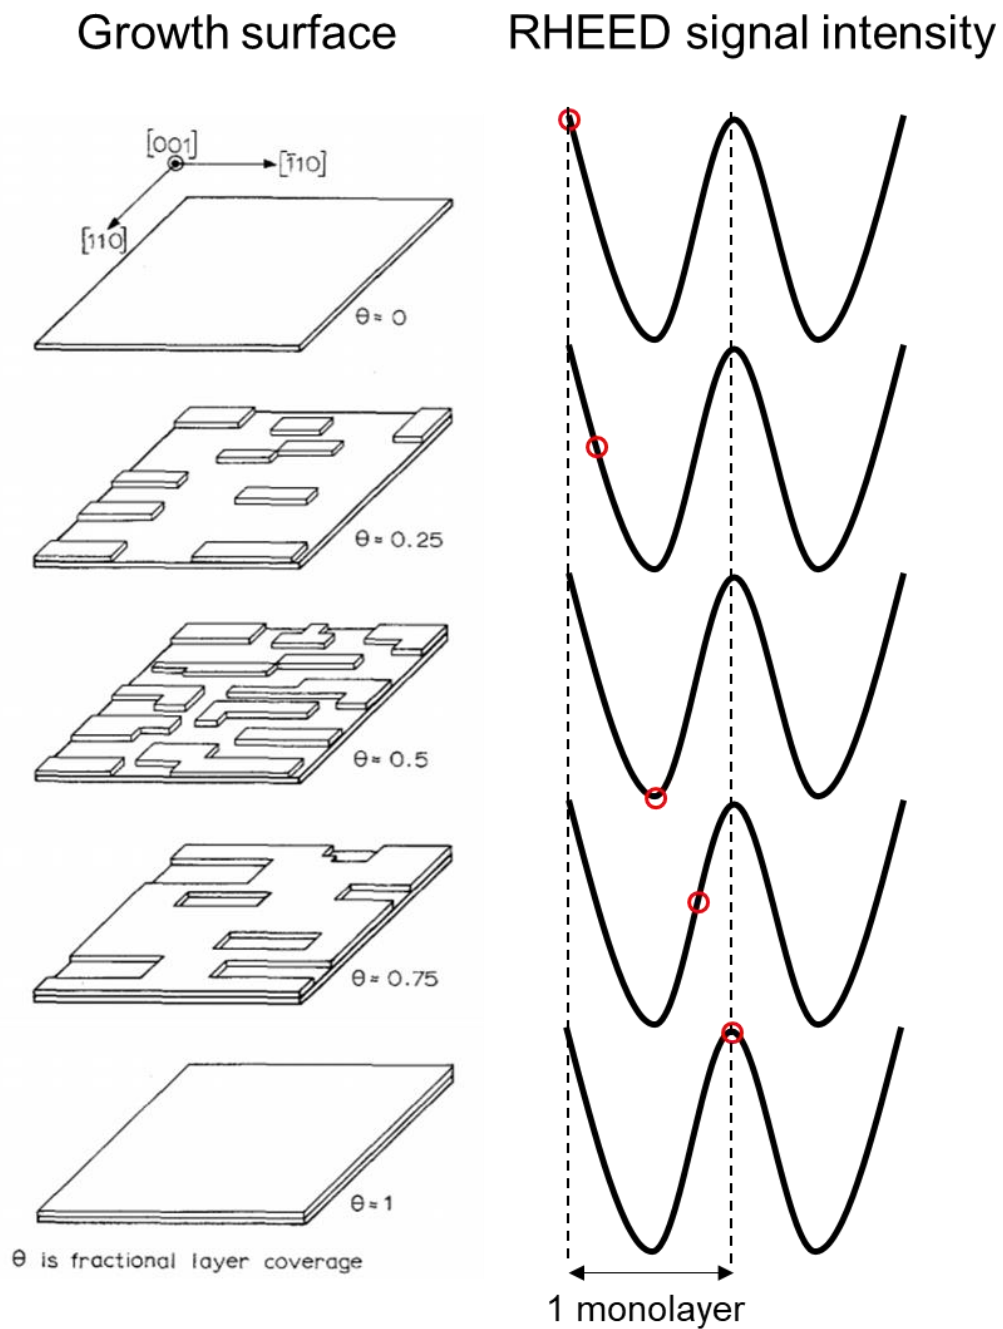 Growth surface
RHEED signal intensity
[001]
[1̄10]
[110]
θ≈ 0
θ≈ 0.25
θ≈ 0.5
θ≈ 0.75
θ≈1
θ is fractional layer coverage
1 monolayer